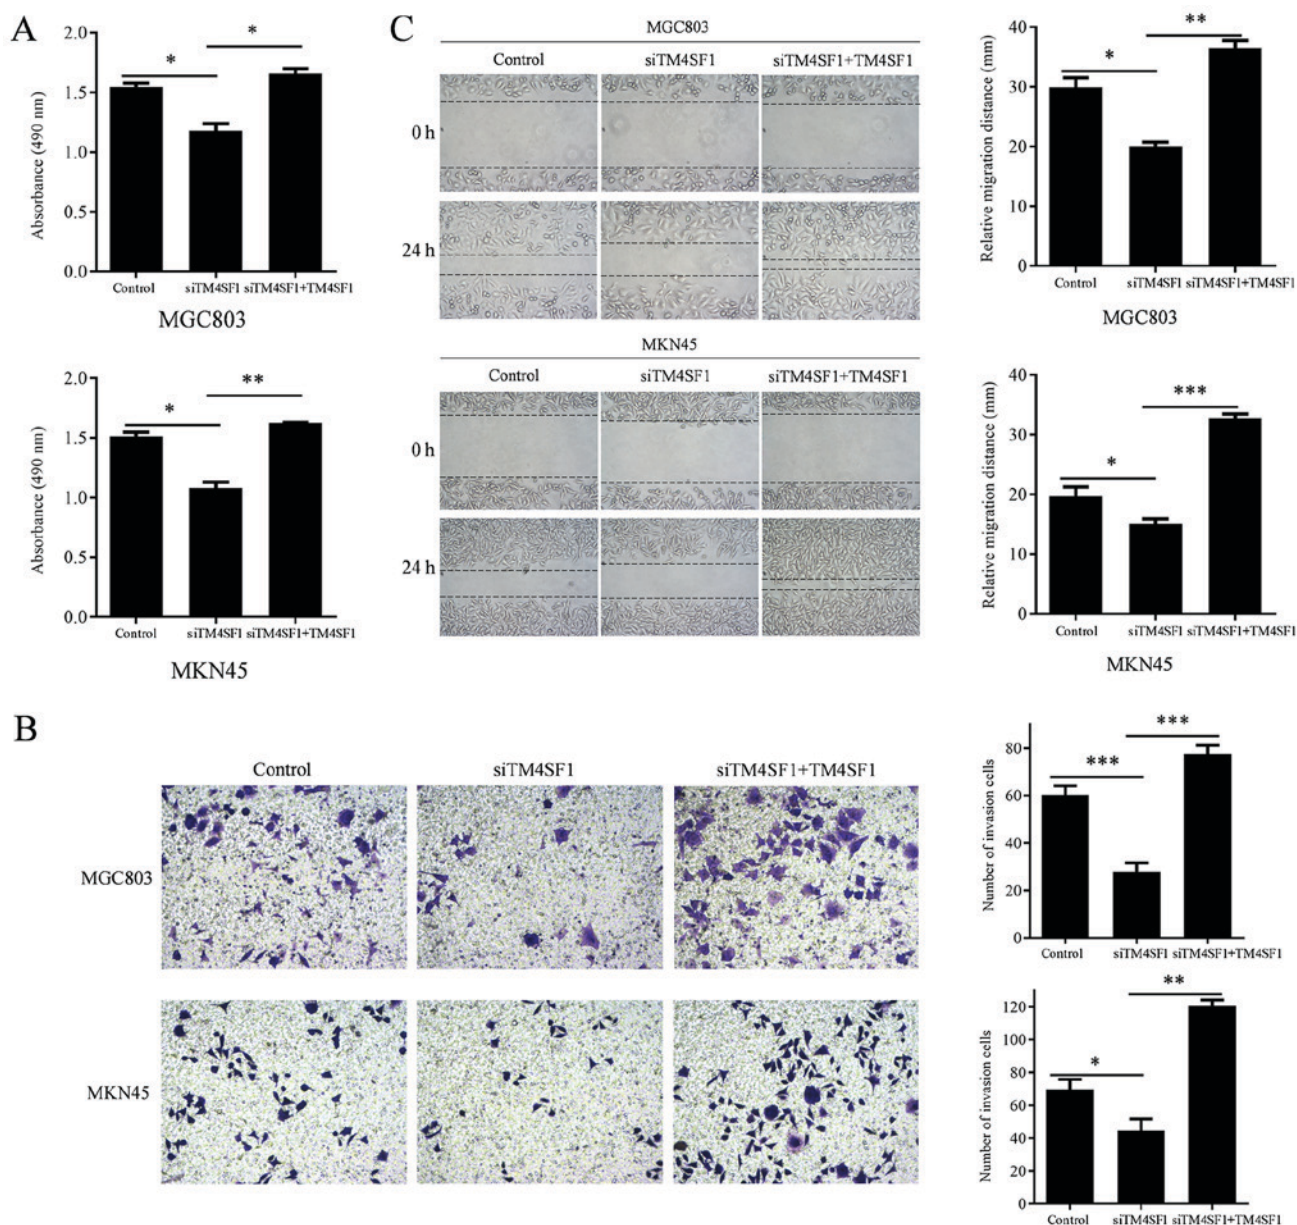 A
2.0
1.5
1.0
0.5
0.0
Absorbance (490 nm)
*
*
Control siTM4SF1 siTM4SF1+TM4SF1
MGC803
2.0
1.5
1.0
0.5
0.0
Absorbance (490 nm)
*
**
Control siTM4SF1 siTM4SF1+TM4SF1
MKN45
C
MGC803
Control siTM4SF1 siTM4SF1+TM4SF1
0 h
24 h
MKN45
Control siTM4SF1 siTM4SF1+TM4SF1
0 h
24 h
40
30
20
10
0
Relative migration distance (mm)
*
**
Control siTM4SF1 siTM4SF1+TM4SF1
MGC803
40
30
20
10
0
Relative migration distance (mm)
*
***
Control siTM4SF1 siTM4SF1+TM4SF1
MKN45
B
Control siTM4SF1 siTM4SF1+TM4SF1
MGC803
MKN45
80
60
40
20
0
Number of invasion cells
***
***
Control siTM4SF1 siTM4SF1+TM4SF1
120
100
80
60
40
20
0
Number of invasion cells
*
**
Control siTM4SF1 siTM4SF1+TM4SF1